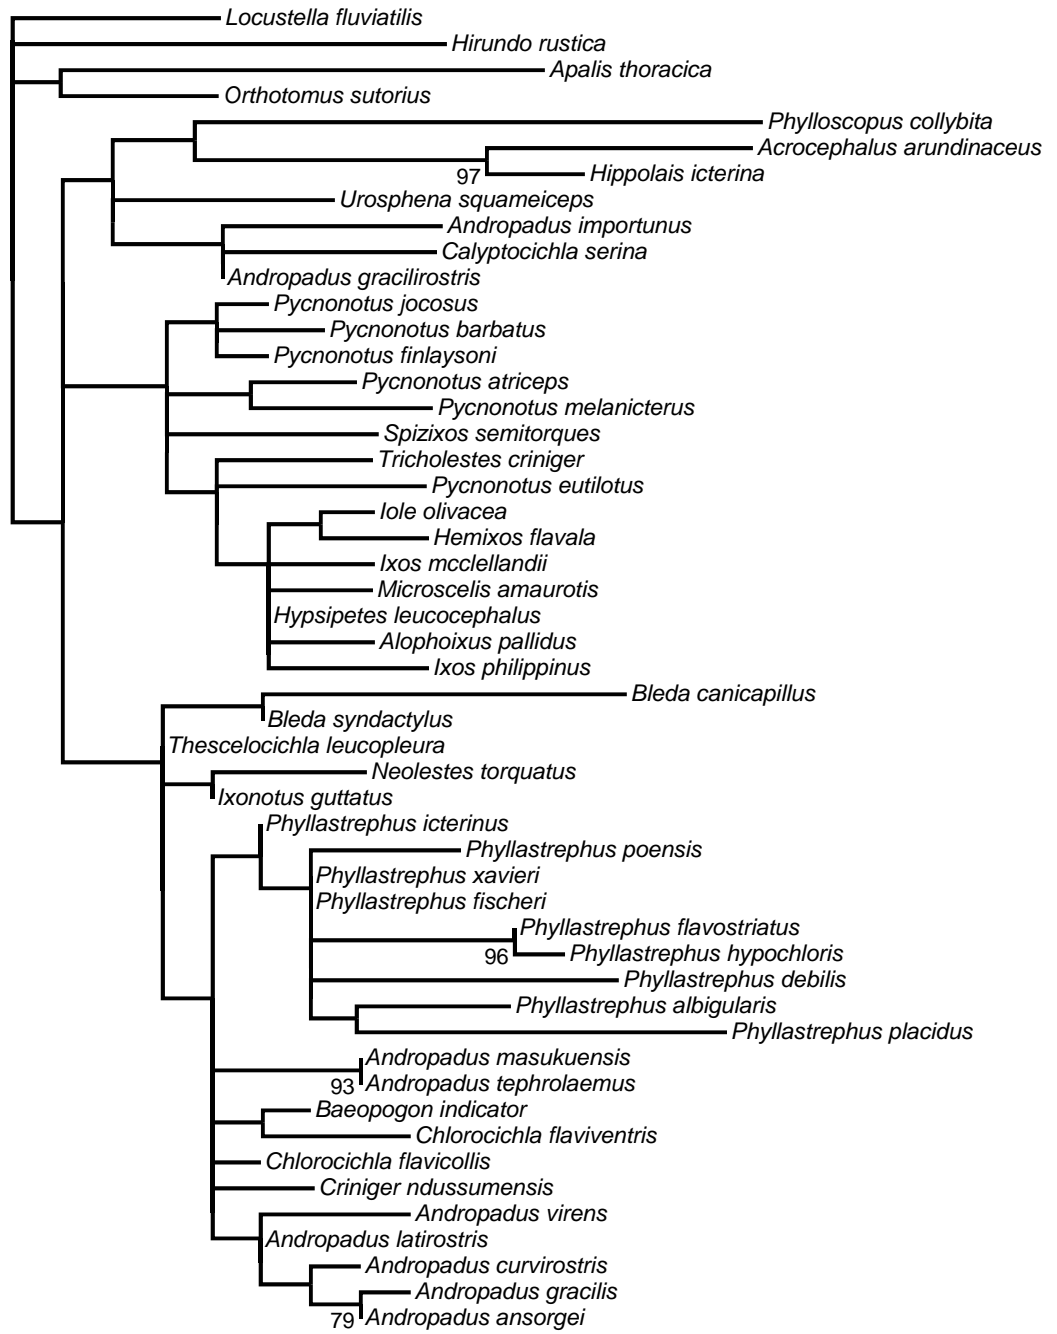 Locustella fluviatilis
Hirundo rustica
Apalis thoracica
Orthotomus sutorius
Phylloscopus collybita
Acrocephalus arundinaceus
97
Hippolais icterina
Urosphena squameiceps
Andropadus importunus
Calyptocichla serina
Andropadus gracilirostris
Pycnonotus jocosus
Pycnonotus barbatus
Pycnonotus finlaysoni
Pycnonotus atriceps
Pycnonotus melanicterus
Spizixos semitorques
Tricholestes criniger
Pycnonotus eutilotus
Iole olivacea
Hemixos flavala
Ixos mcclellandii
Microscelis amaurotis
Hypsipetes leucocephalus
Alophoixus pallidus
Ixos philippinus
Bleda canicapillus
Bleda syndactylus
Thescelocichla leucopleura
Neolestes torquatus
Ixonotus guttatus
Phyllastrephus icterinus
Phyllastrephus poensis
Phyllastrephus xavieri
Phyllastrephus fischeri
Phyllastrephus flavostriatus
96
Phyllastrephus hypochloris
Phyllastrephus debilis
Phyllastrephus albigularis
Phyllastrephus placidus
Andropadus masukuensis
93
Andropadus tephrolaemus
Baeopogon indicator
Chlorocichla flaviventris
Chlorocichla flavicollis
Criniger ndussumensis
Andropadus virens
Andropadus latirostris
Andropadus curvirostris
Andropadus gracilis
79
Andropadus ansorgei